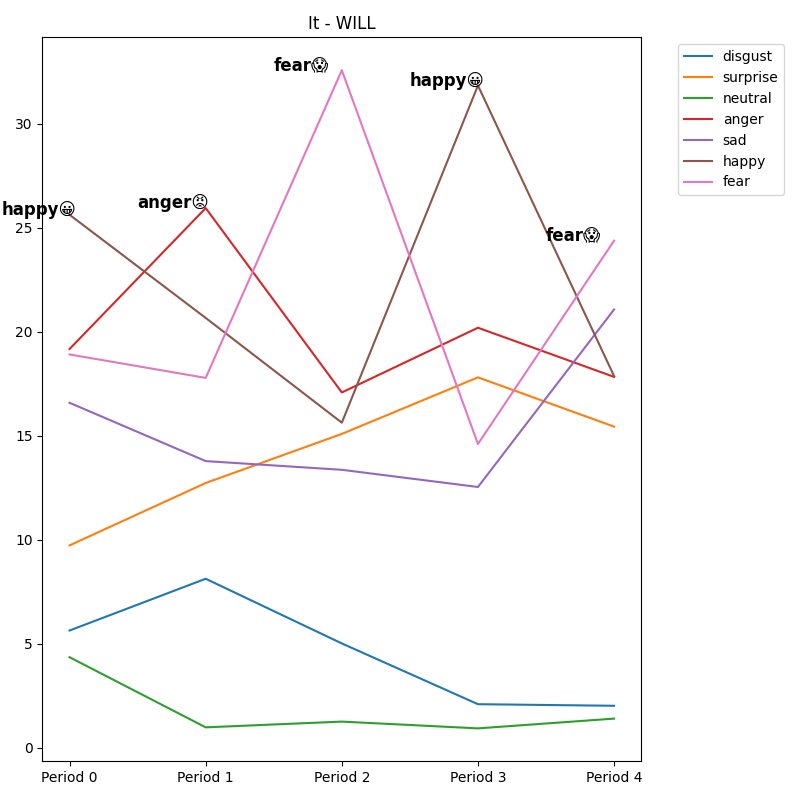 It - WILL
disgust
surprise
neutral
anger
sad
happy
fear
fear😱
happy😀
anger😡
happy😀
fear😱
30
25
20
15
10
5
0
Period 0
Period 1
Period 2
Period 3
Period 4